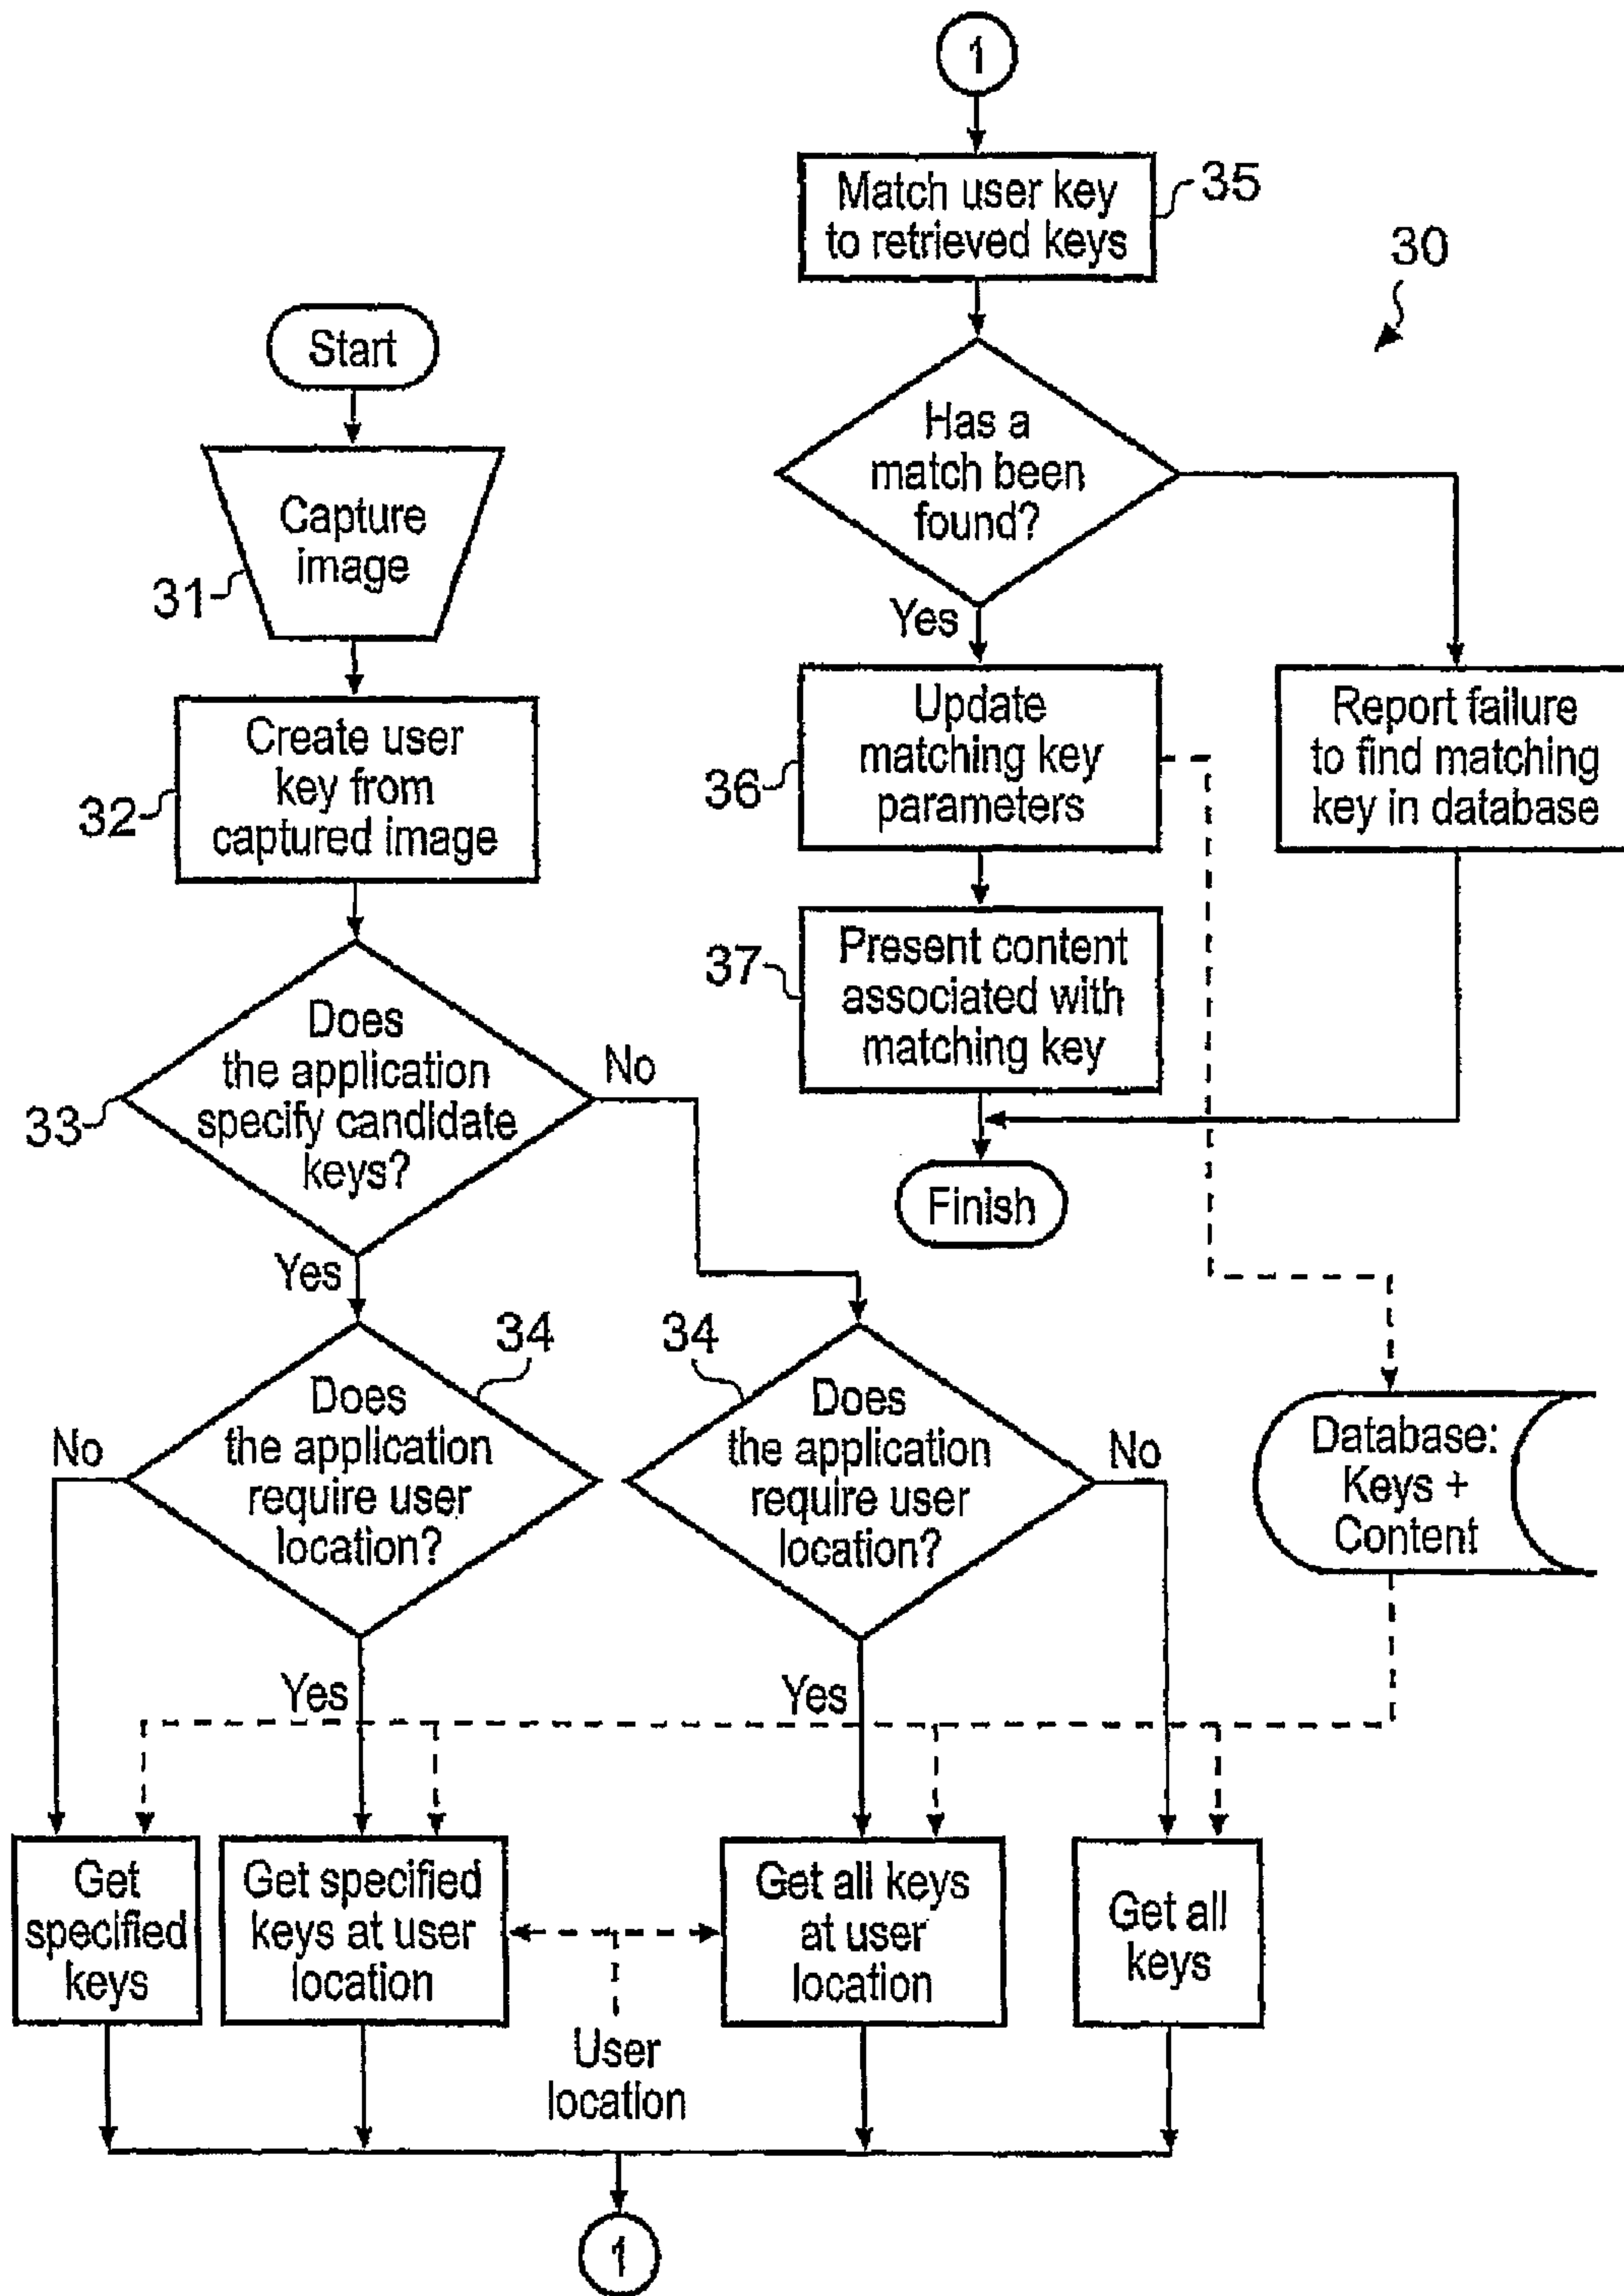 Start
Capture
image
31
Create user
key from
captured image
32
Does
the application
specify candidate
keys?
33
No
Yes
34
Does
the application
require user
location?
No
Yes
34
Does
the application
require user
location?
No
Yes
Get
specified
keys
Get specified
keys at user
location
Get all keys
at user
location
Get all
keys
User
location
1
1
Match user key
to retrieved keys
35
30
Has a
match been
found?
Yes
Update
matching key
parameters
36
Report failure
to find matching
key in database
Present content
associated with
matching key
37
Finish
Database:
Keys +
Content